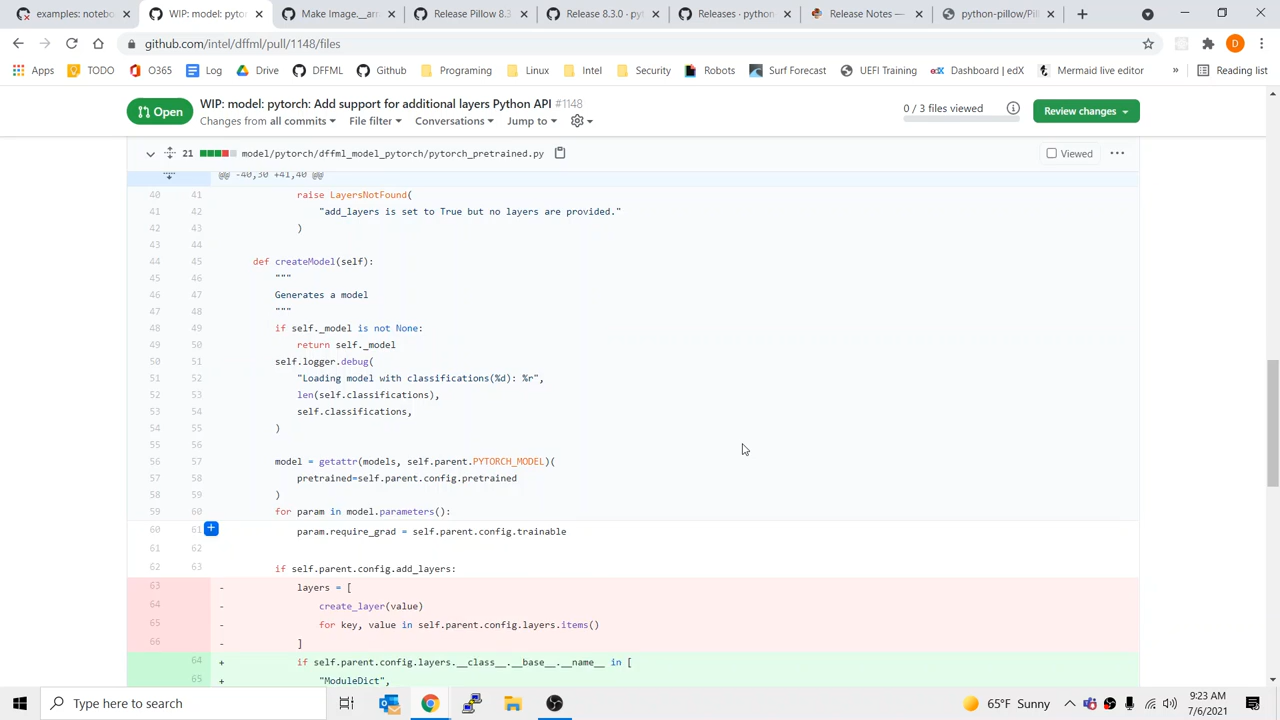 examples: notebo
WIP: model: pytor
Make Image.__arr
Release Pillow 8.3.
Release 8.3.0 · py
Releases · python
Release Notes —
python-pillow/Pil
github.com/intel/dffml/pull/1148/files
D
Apps
TODO
O365
Log
Drive
DFFML
Github
Programing
Linux
Intel
Security
Robots
Surf Forecast
UEFI Training
edX Dashboard | edX
Mermaid live editor
»
Reading list
Open
WIP: model: pytorch: Add support for additional layers Python API #1148
Changes from all commits
File filter
Conversations
Jump to
0 / 3 files viewed
Review changes
21 model/pytorch/dffml_model_pytorch/pytorch_pretrained.py
Viewed
@@ -40,30 +41,40 @@
40 41 raise LayersNotFound(
41 42 "add_layers is set to True but no layers are provided."
42 43 )
43 44
44 45 def createModel(self):
45 46 """
46 47 Generates a model
47 48 """
48 49 if self._model is not None:
49 50 return self._model
50 51 self.logger.debug(
51 52 "Loading model with classifications(%d): %r",
52 53 len(self.classifications),
53 54 self.classifications,
54 55 )
55 56
56 57 model = getattr(models, self.parent.PYTORCH_MODEL)(
57 58 pretrained=self.parent.config.pretrained
58 59 )
59 60 for param in model.parameters():
60 61 param.require_grad = self.parent.config.trainable
61 62
62 63 if self.parent.config.add_layers:
63 - layers = [
64 - create_layer(value)
65 - for key, value in self.parent.config.layers.items()
66 - ]
64 + if self.parent.config.layers.__class__.__base__.__name__ in [
65 + "ModuleDict",
Type here to search
65°F Sunny
9:23 AM
7/6/2021